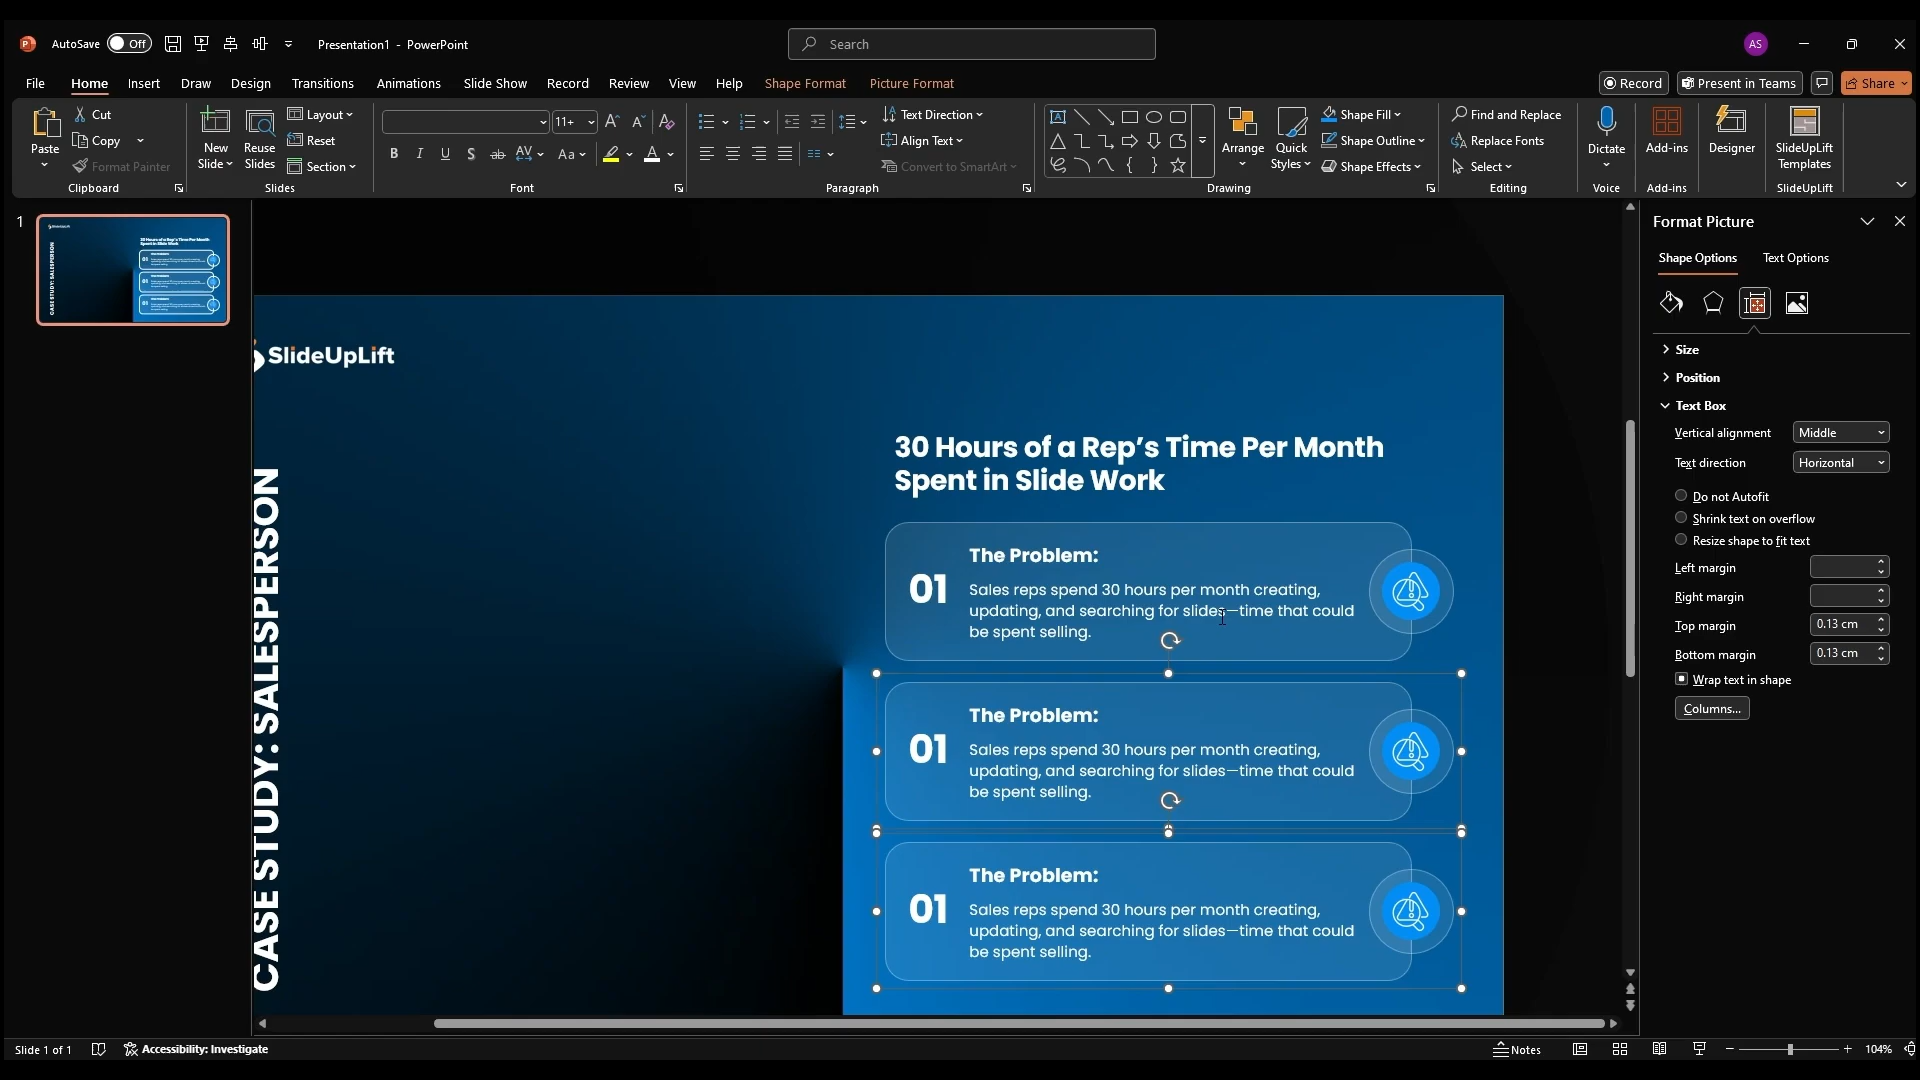 AutoSave Off Presentation1 - PowerPoint Search AS
File Home Insert Draw Design Transitions Animations Slide Show Record Review View Help Shape Format Picture Format Record Present in Teams Share
Paste
Cut
Copy
Format Painter
Clipboard
New
Slide
Reuse
Slides
Layout
Reset
Section
Slides
11+
B I U S ab AV Aa A
Font
Text Direction
Align Text
Convert to SmartArt
Paragraph
Arrange
Quick
Styles
Shape Fill
Shape Outline
Shape Effects
Drawing
Find and Replace
Replace Fonts
Select
Editing
Dictate
Voice
Add-ins
Add-ins
Designer
SlideUpLift
Templates
SlideUpLift
1
SlideUpLift
CASE STUDY: SALESPERSON
30 Hours of a Rep’s Time Per Month
Spent in Slide Work
The Problem:
01
Sales reps spend 30 hours per month creating,
updating, and searching for slides—time that could
be spent selling.
The Problem:
01
Sales reps spend 30 hours per month creating,
updating, and searching for slides—time that could
be spent selling.
The Problem:
01
Sales reps spend 30 hours per month creating,
updating, and searching for slides—time that could
be spent selling.
Format Picture
Shape Options Text Options
Size
Position
Text Box
Vertical alignment Middle
Text direction Horizontal
Do not Autofit
Shrink text on overflow
Resize shape to fit text
Left margin
Right margin
Top margin 0.13 cm
Bottom margin 0.13 cm
Wrap text in shape
Columns...
Slide 1 of 1 Accessibility: Investigate Notes 104%